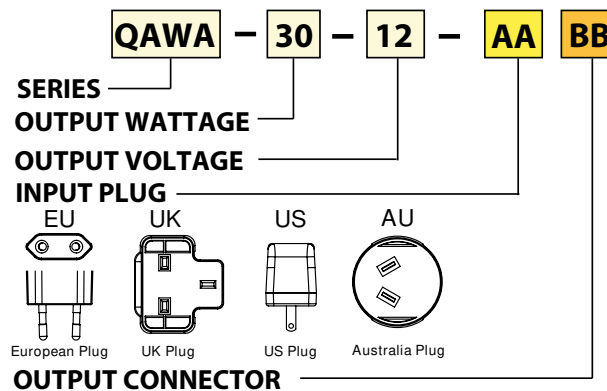 QAWA – 30 – 12 – AA BB
SERIES
OUTPUT WATTAGE
OUTPUT VOLTAGE
INPUT PLUG
EU UK US AU
European Plug UK Plug US Plug Australia Plug
OUTPUT CONNECTOR